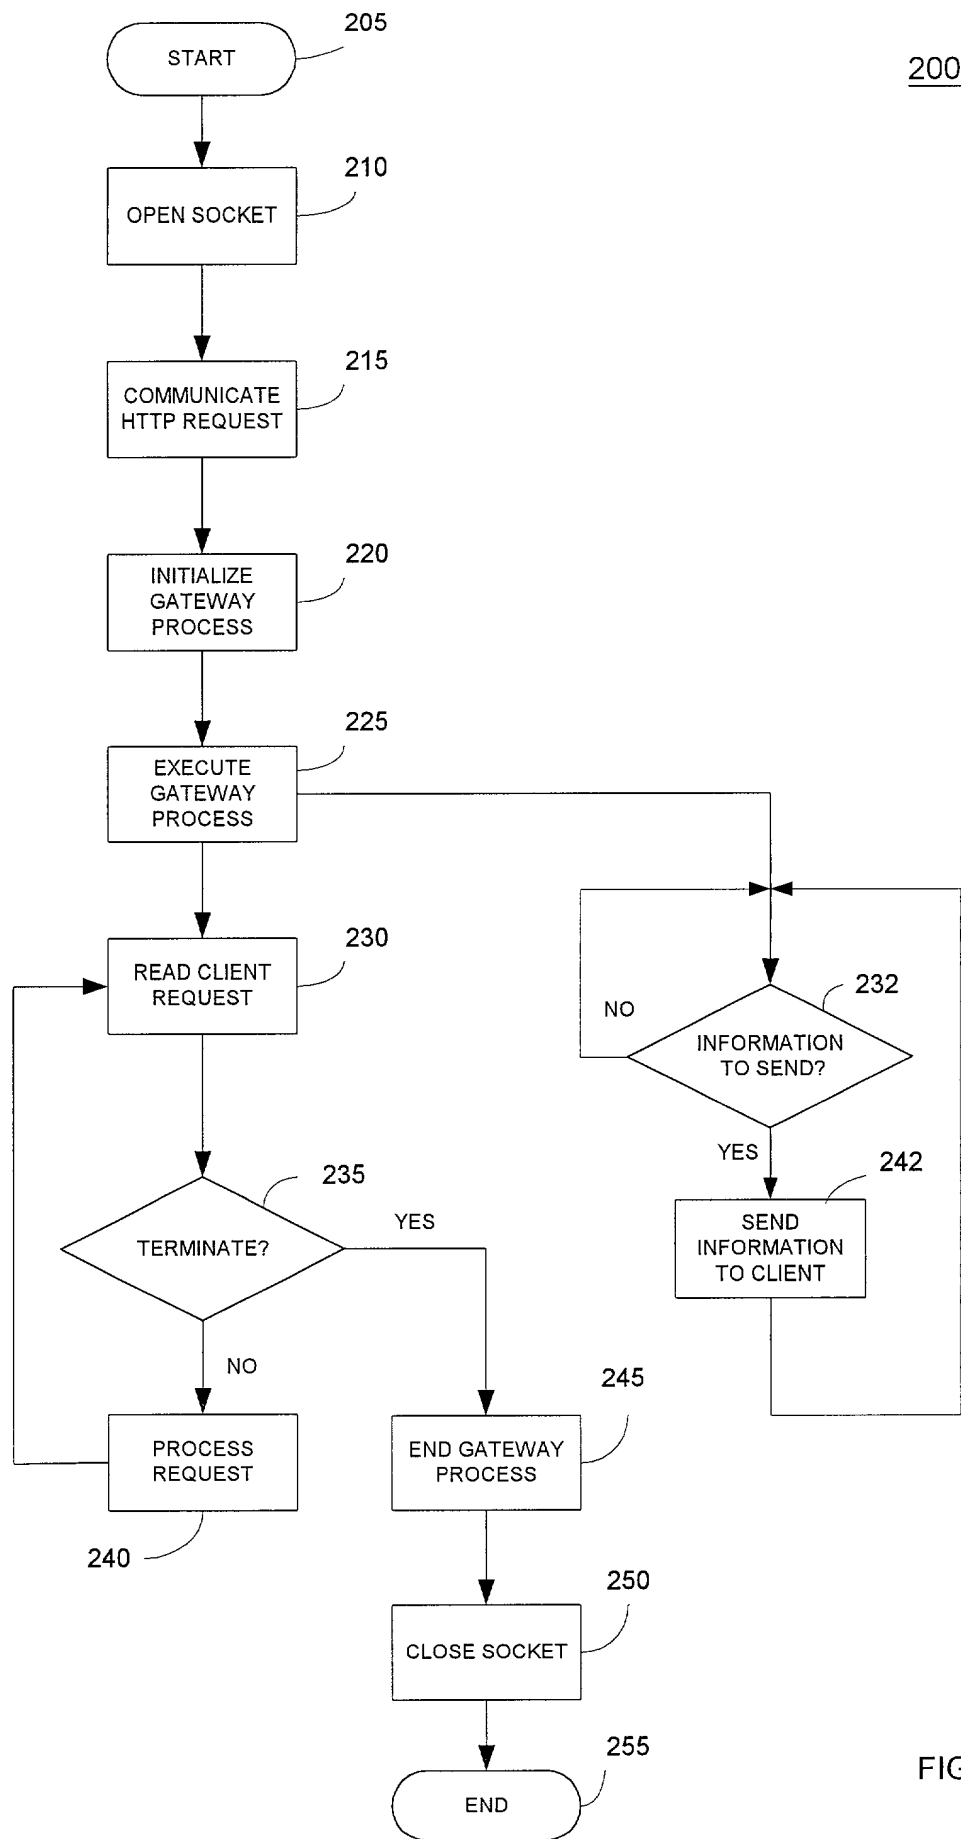 205
START
200
210
OPEN SOCKET
215
COMMUNICATE
HTTP REQUEST
220
INITIALIZE
GATEWAY
PROCESS
225
EXECUTE
GATEWAY
PROCESS
230
READ CLIENT
REQUEST
232
NO
INFORMATION
TO SEND?
YES
242
SEND
INFORMATION
TO CLIENT
235
YES
TERMINATE?
NO
245
PROCESS
REQUEST
END GATEWAY
PROCESS
240
250
CLOSE SOCKET
255
END
FIG